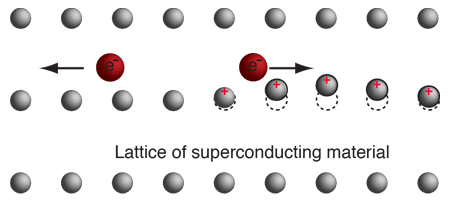 e⁻ e⁻
+ + + + +
Lattice of superconducting material